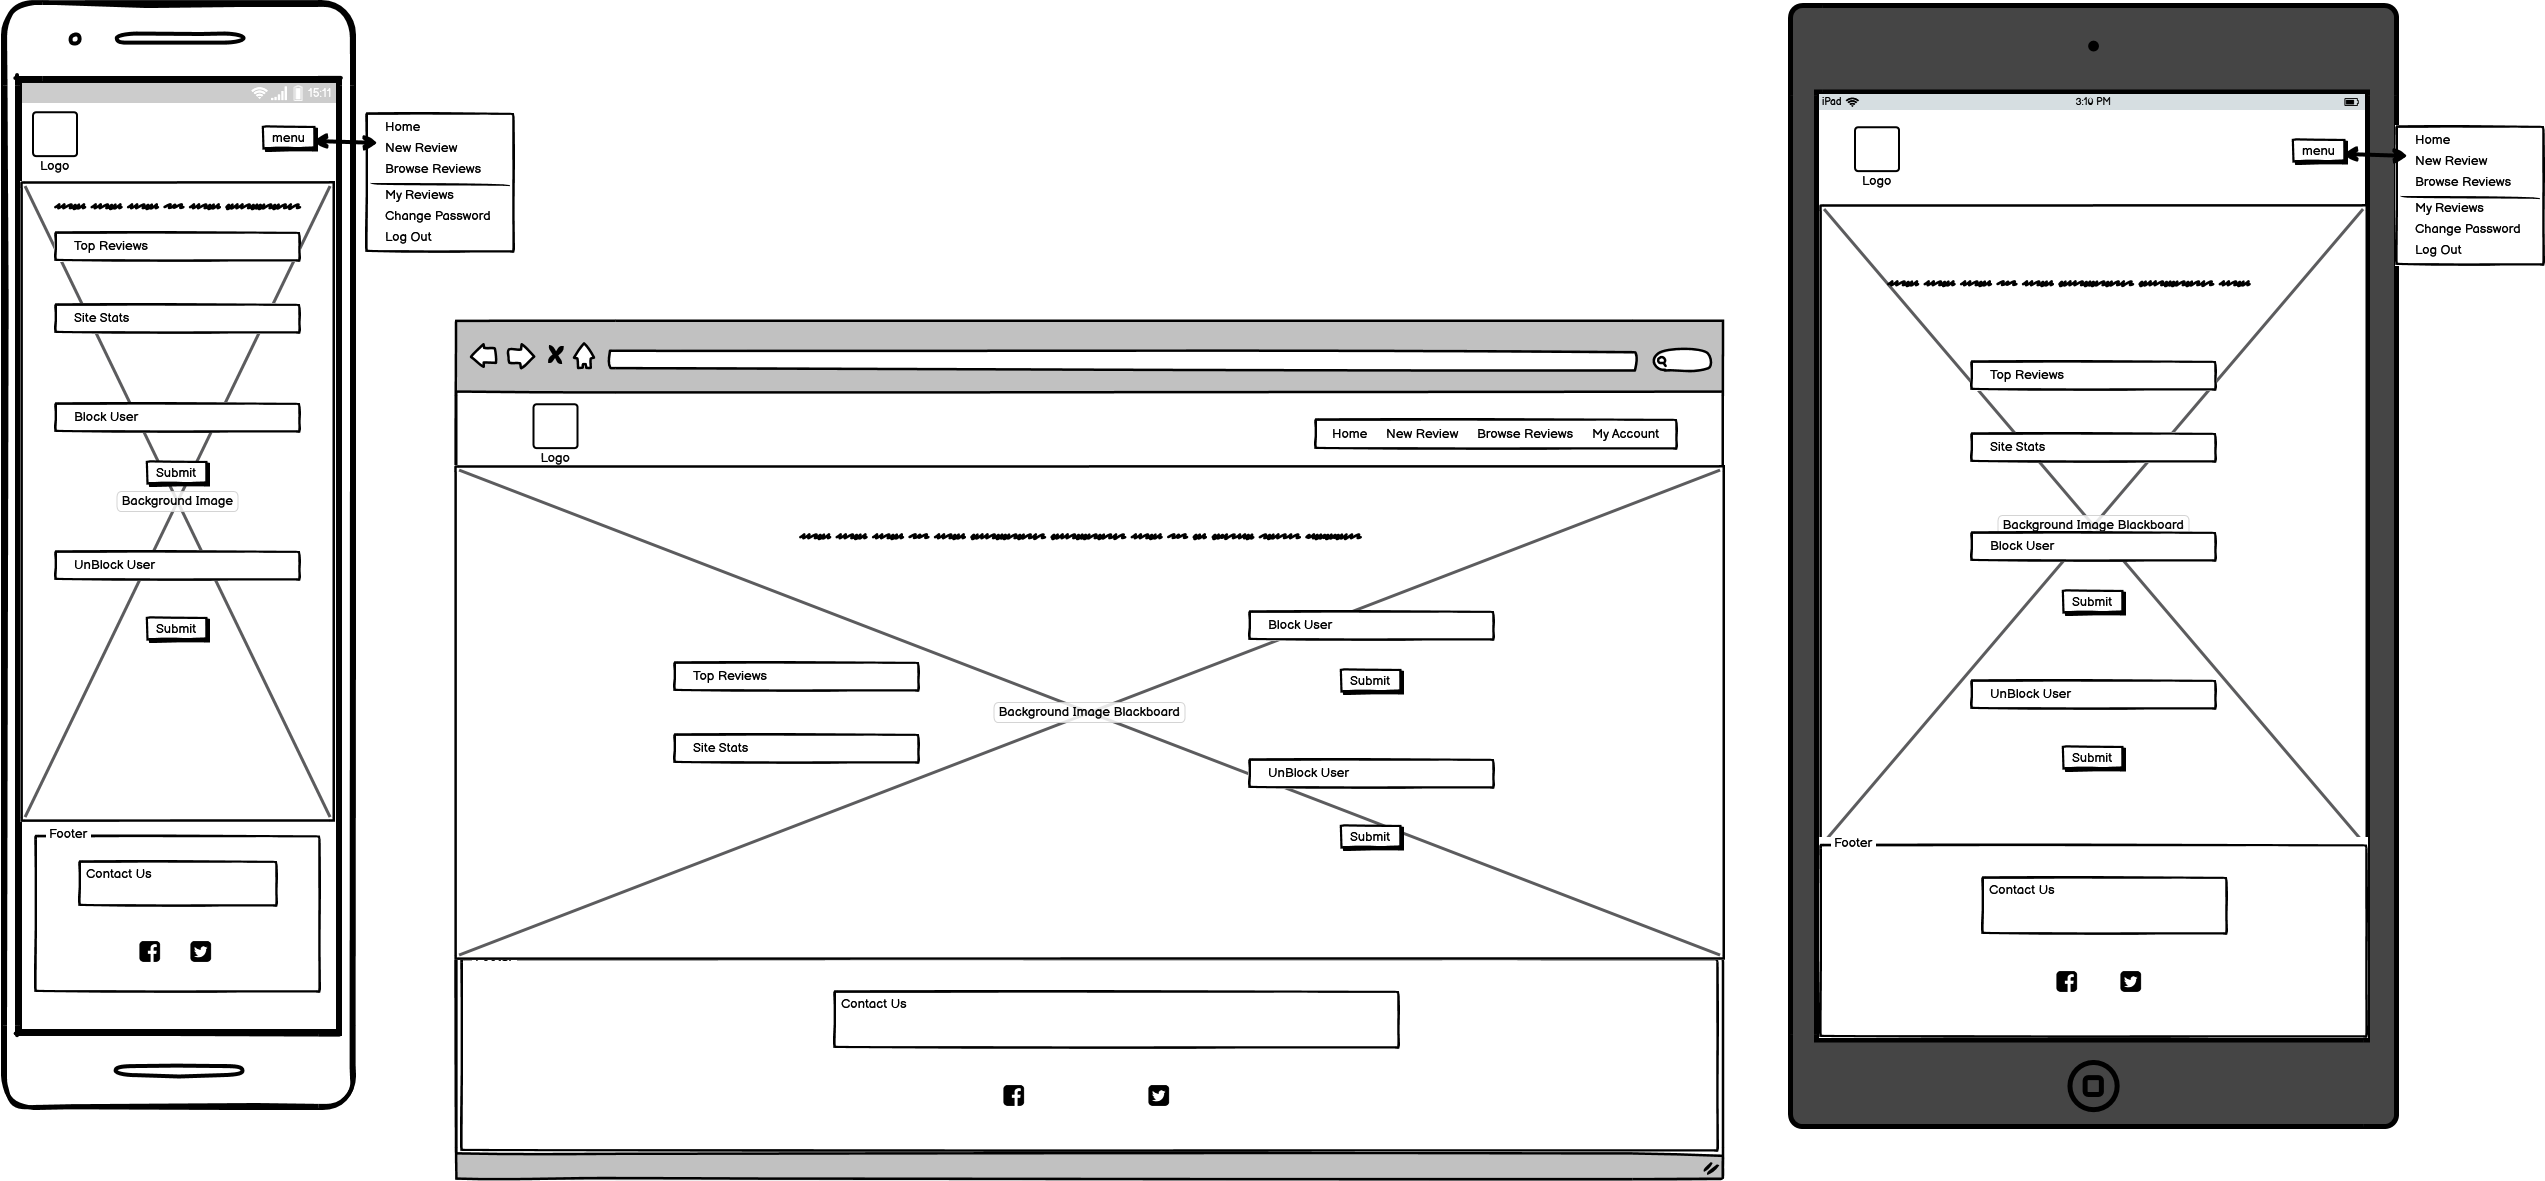 15:11
Logo
menu
Home
New Review
Browse Reviews
My Reviews
Change Password
Log Out
Top Reviews
Site Stats
Block User
Submit
Background Image
UnBlock User
Submit
Footer
Contact Us
Logo
Home New Review Browse Reviews My Account
Block User
Top Reviews
Submit
Background Image Blackboard
Site Stats
UnBlock User
Submit
Contact Us
iPad 3:10 PM
Logo
menu
Home
New Review
Browse Reviews
My Reviews
Change Password
Log Out
Top Reviews
Site Stats
Background Image Blackboard
Block User
Submit
UnBlock User
Submit
Footer
Contact Us